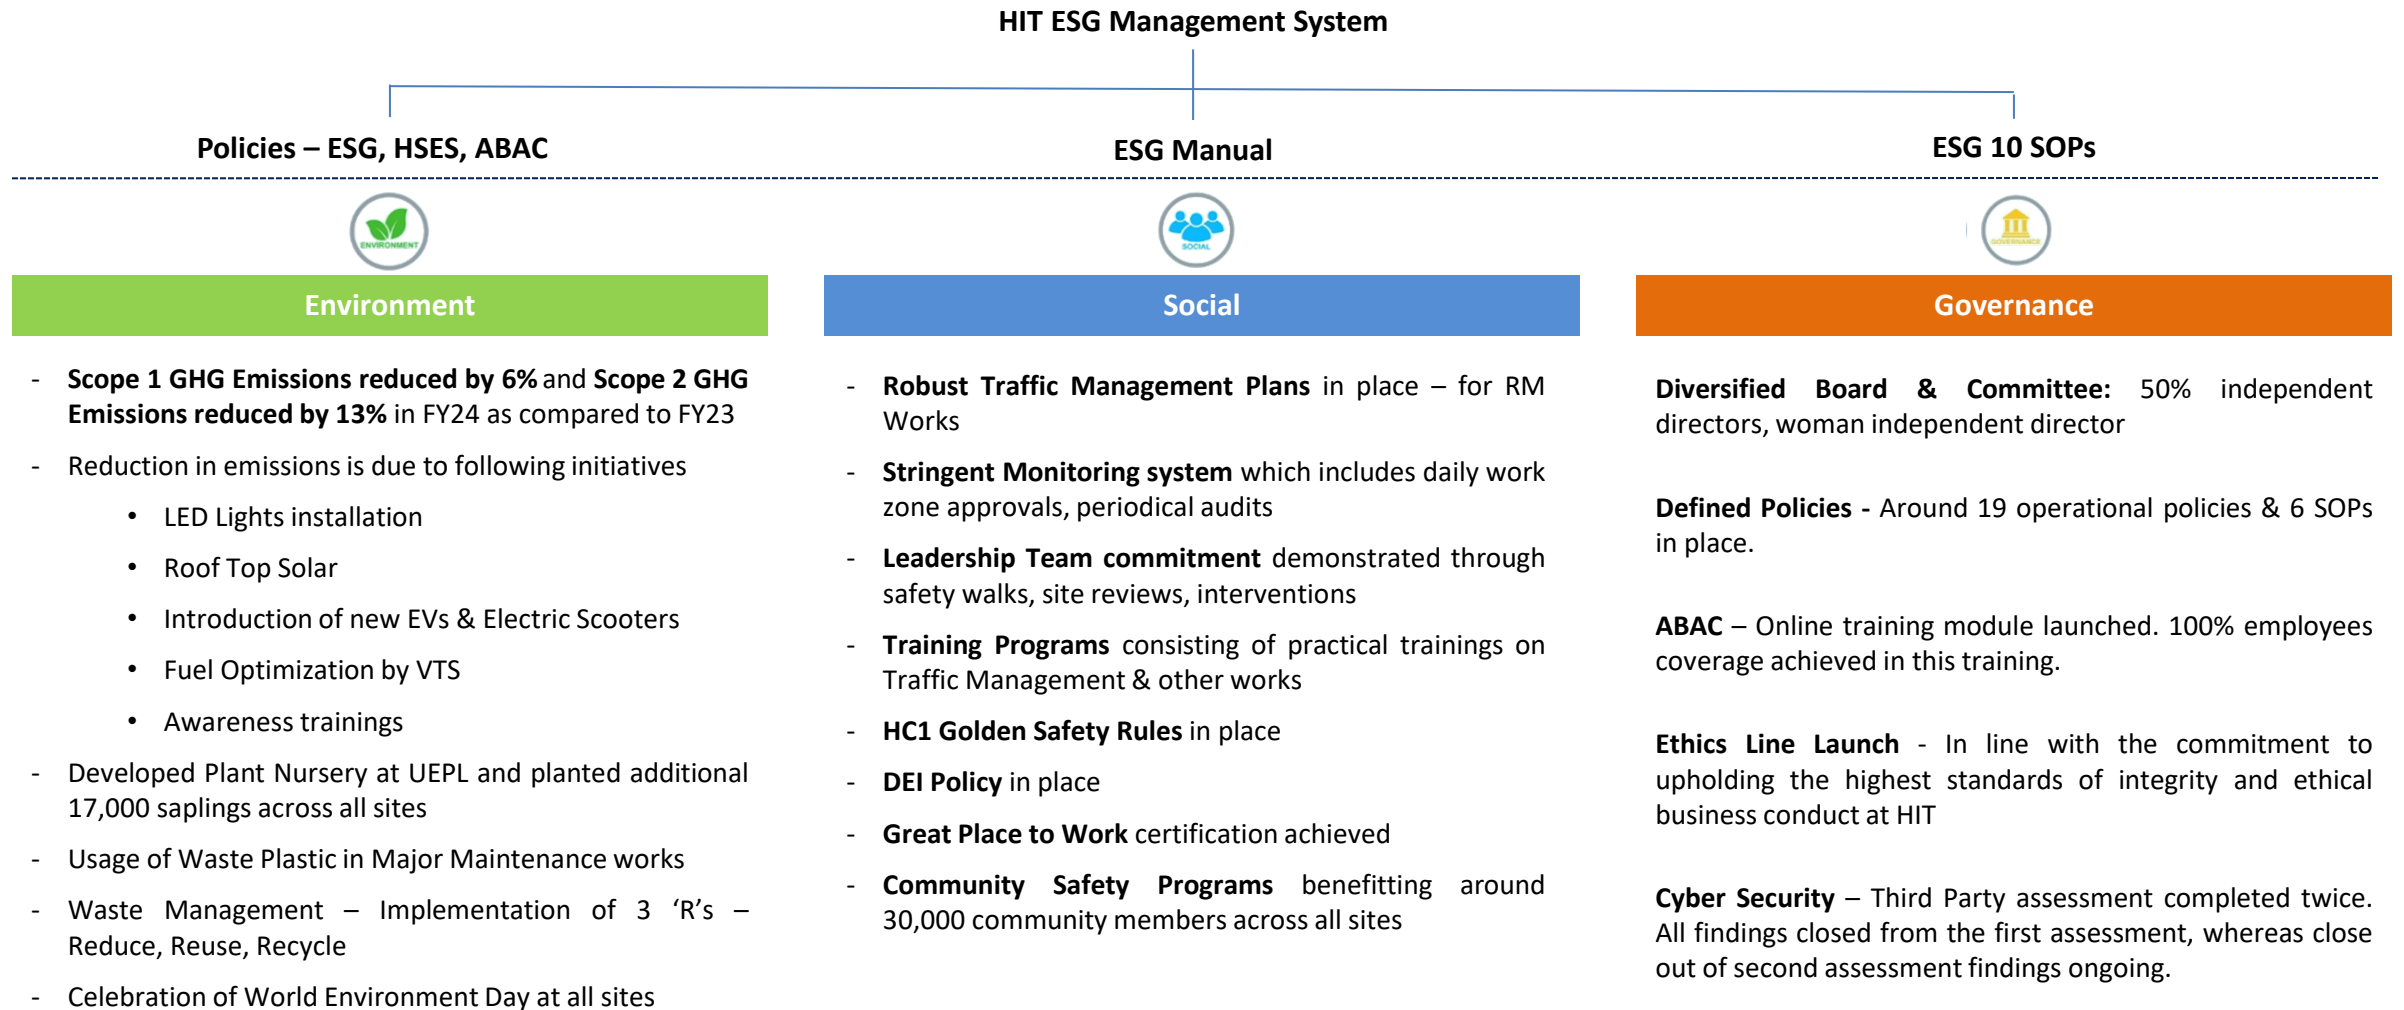 HIT ESG Management System
Policies – ESG, HSES, ABAC
ESG Manual
ESG 10 SOPs
ENVIRONMENT
SOCIAL
GOVERNANCE
Environment
- Scope 1 GHG Emissions reduced by 6% and Scope 2 GHG
Emissions reduced by 13% in FY24 as compared to FY23
- Reduction in emissions is due to following initiatives
• LED Lights installation
• Roof Top Solar
• Introduction of new EVs & Electric Scooters
• Fuel Optimization by VTS
• Awareness trainings
- Developed Plant Nursery at UEPL and planted additional
17,000 saplings across all sites
- Usage of Waste Plastic in Major Maintenance works
- Waste Management – Implementation of 3 ‘R’s –
Reduce, Reuse, Recycle
- Celebration of World Environment Day at all sites
Social
- Robust Traffic Management Plans in place – for RM
Works
- Stringent Monitoring system which includes daily work
zone approvals, periodical audits
- Leadership Team commitment demonstrated through
safety walks, site reviews, interventions
- Training Programs consisting of practical trainings on
Traffic Management & other works
- HC1 Golden Safety Rules in place
- DEI Policy in place
- Great Place to Work certification achieved
- Community Safety Programs benefitting around
30,000 community members across all sites
Governance
Diversified Board & Committee: 50% independent
directors, woman independent director
Defined Policies - Around 19 operational policies & 6 SOPs
in place.
ABAC – Online training module launched. 100% employees
coverage achieved in this training.
Ethics Line Launch - In line with the commitment to
upholding the highest standards of integrity and ethical
business conduct at HIT
Cyber Security – Third Party assessment completed twice.
All findings closed from the first assessment, whereas close
out of second assessment findings ongoing.